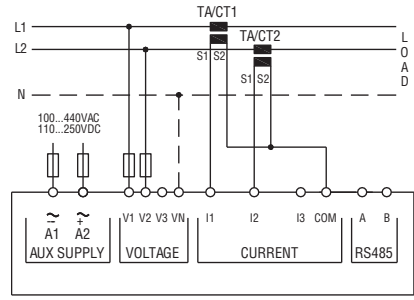 TA/CT1
L1
TA/CT2
L2
S1 S2
S1 S2
LOAD
N
100...440VAC
110...250VDC
~ ~
- +
A1 A2
V1 V2 V3 VN
I1 I2 I3 COM
A B
AUX SUPPLY
VOLTAGE
CURRENT
RS485